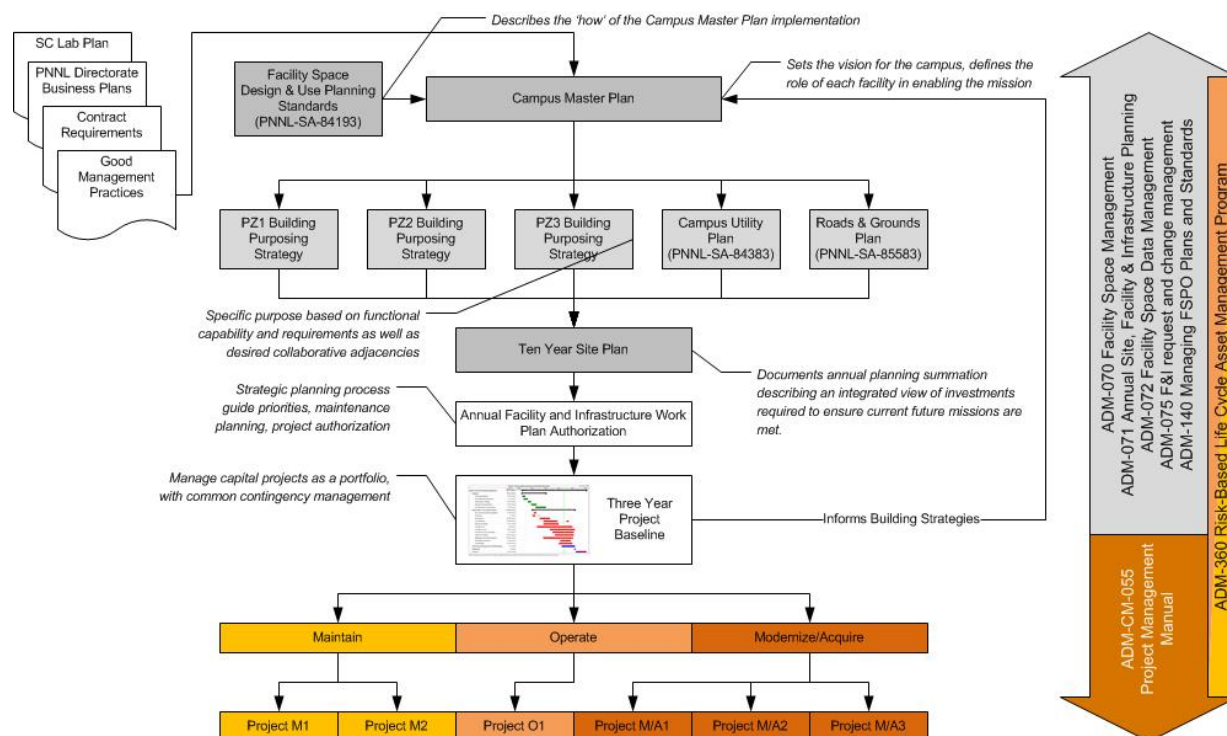 Describes the ‘how’ of the Campus Master Plan implementation
SC Lab Plan
PNNL Directorate
Business Plans
Contract
Requirements
Good
Management
Practices
Facility Space
Design & Use Planning
Standards
(PNNL-SA-84193)
Campus Master Plan
Sets the vision for the campus, defines the
role of each facility in enabling the mission
PZ1 Building
Purposing
Strategy
PZ2 Building
Purposing
Strategy
PZ3 Building
Purposing
Strategy
Campus Utility
Plan
(PNNL-SA-84383)
Roads & Grounds
Plan
(PNNL-SA-85583)
Specific purpose based on functional
capability and requirements as well as
desired collaborative adjacencies
Ten Year Site Plan
Documents annual planning summation
describing an integrated view of investments
required to ensure current future missions are
met.
Strategic planning process
guide priorities, maintenance
planning, project authorization
Annual Facility and Infrastructure Work
Plan Authorization
Manage capital projects as a portfolio,
with common contingency management
Three Year
Project
Baseline
Informs Building Strategies
Maintain
Operate
Modernize/Acquire
Project M1
Project M2
Project O1
Project M/A1
Project M/A2
Project M/A3
ADM-070 Facility Space Management
ADM-071 Annual Site, Facility & Infrastructure Planning
ADM-072 Facility Space Data Management
ADM-075 F&I request and change management
ADM-140 Managing FSPO Plans and Standards
ADM-CM-055
Project Management
Manual
ADM-360 Risk-Based Life Cycle Asset Management Program